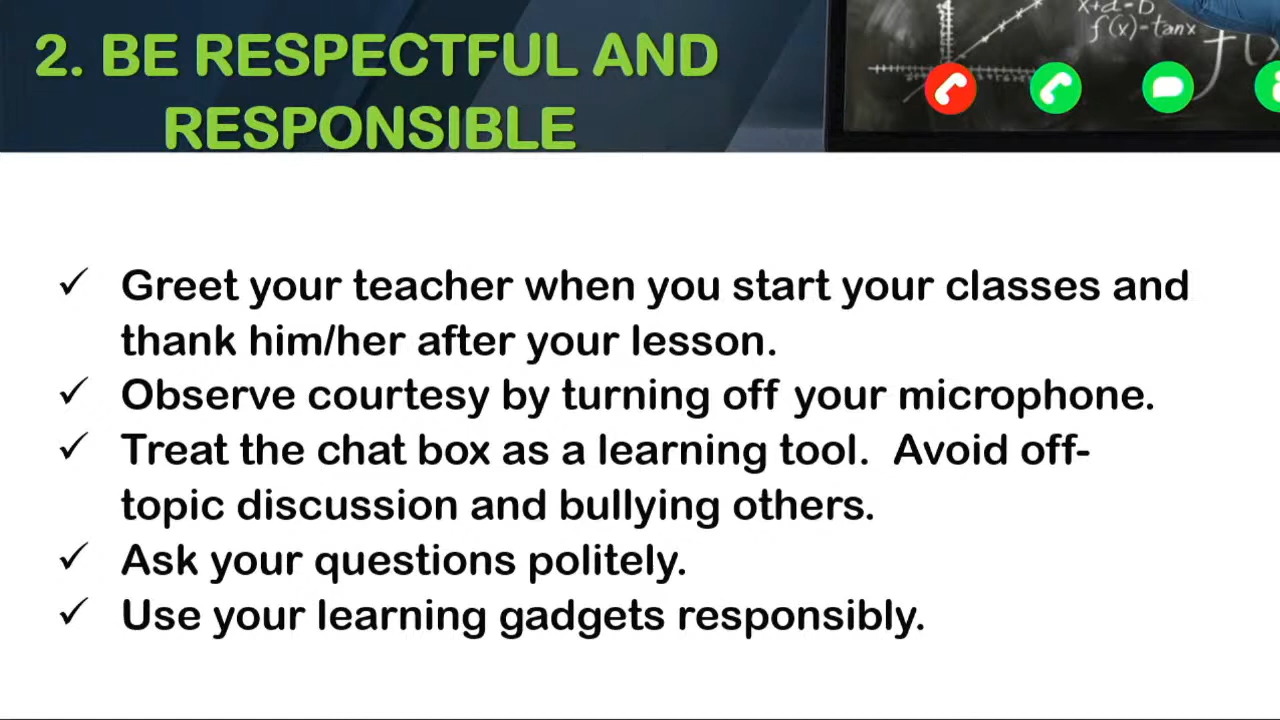 2. BE RESPECTFUL AND
RESPONSIBLE
x+d=b
f(x)=tanx
✓ Greet your teacher when you start your classes and
thank him/her after your lesson.
✓ Observe courtesy by turning off your microphone.
✓ Treat the chat box as a learning tool. Avoid off-
topic discussion and bullying others.
✓ Ask your questions politely.
✓ Use your learning gadgets responsibly.